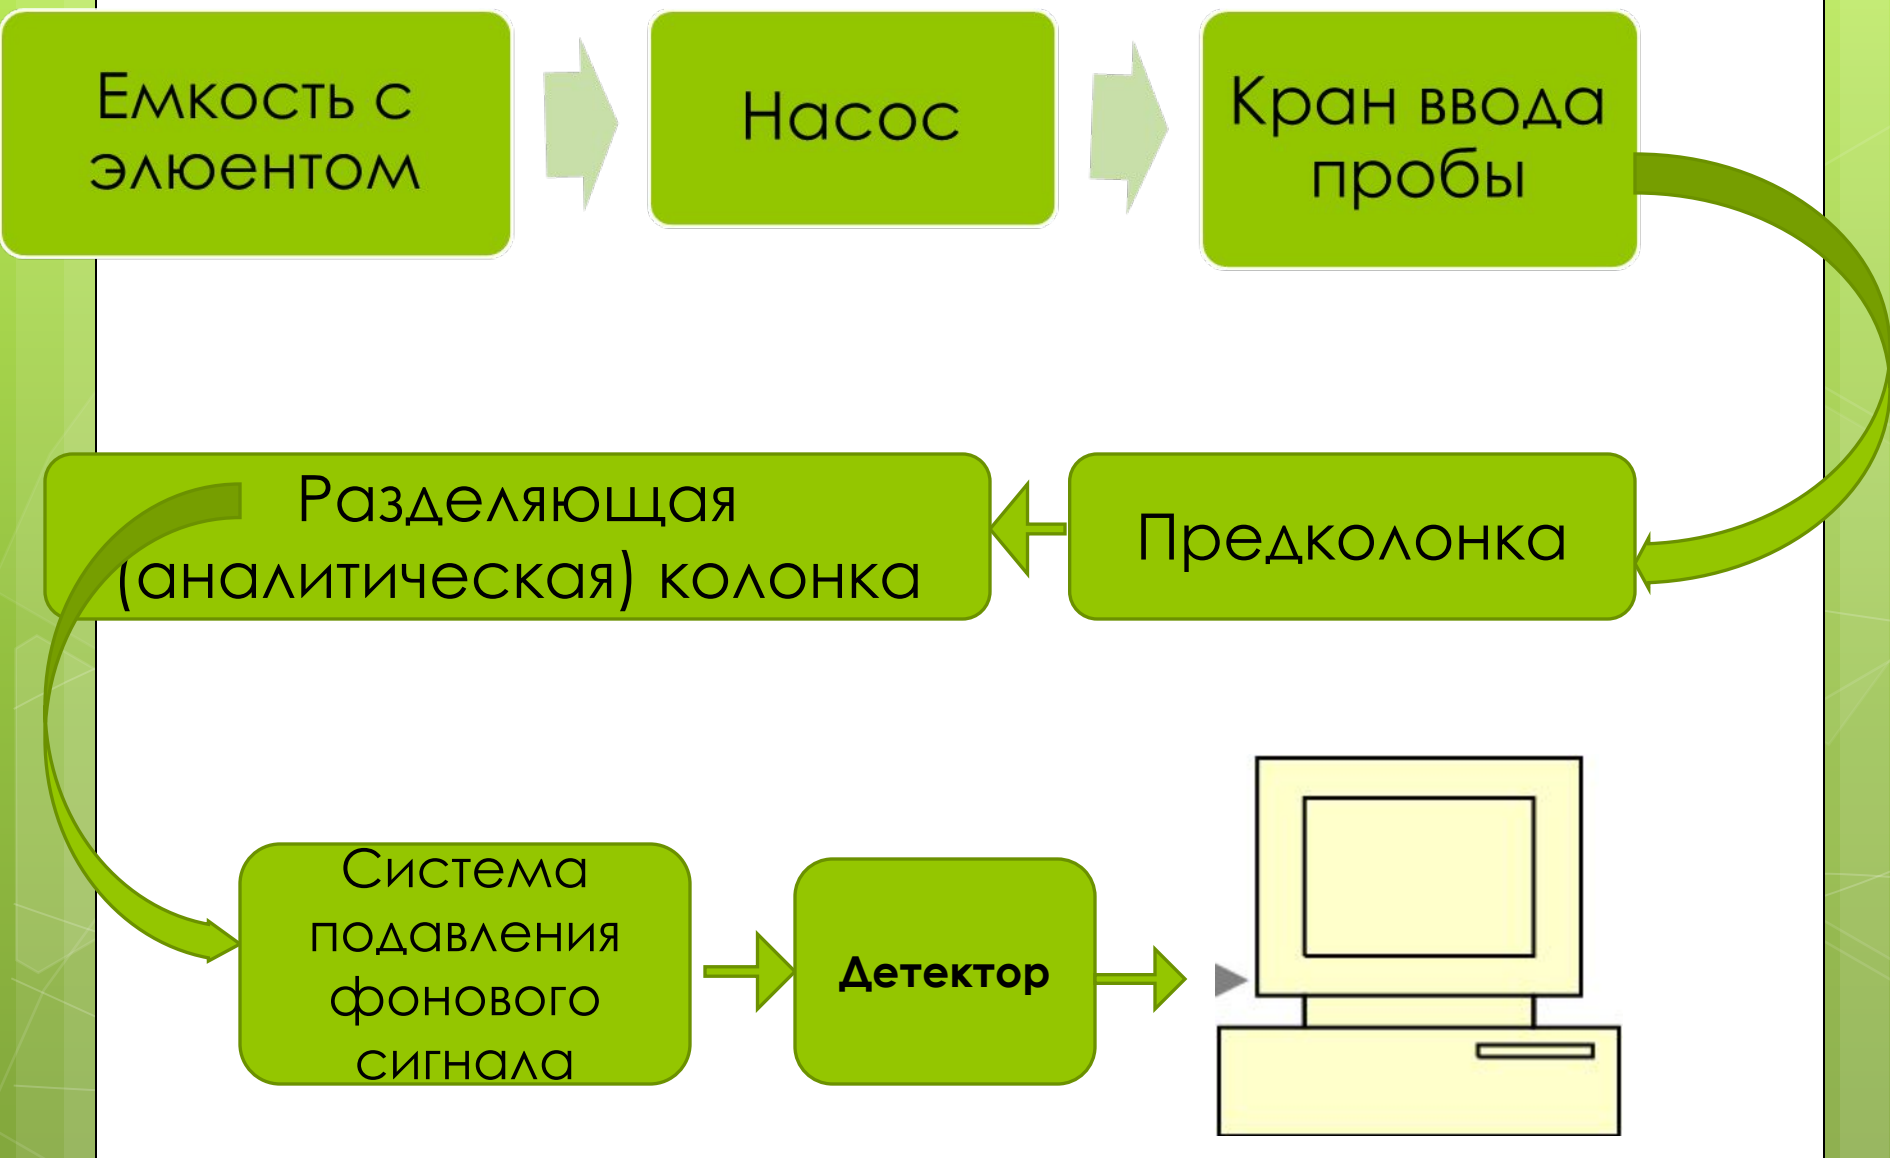 Емкость с
элюентом
Насос
Кран ввода
пробы
Разделяющая
(аналитическая) колонка
Предколонка
Система
подавления
фонового
сигнала
Детектор